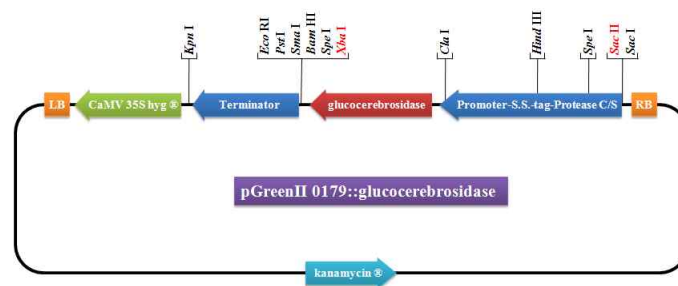 Kpn I
Eco RI
Pst I
Sma I
Bam HI
Spe I
Xba I
Cla I
Hind III
Spe I
Sac II
Sac I
LB
CaMV 35S hyg ®
Terminator
glucocerebrosidase
Promoter-S.S.-tag-Protease C/S
RB
pGreenII 0179::glucocerebrosidase
kanamycin ®